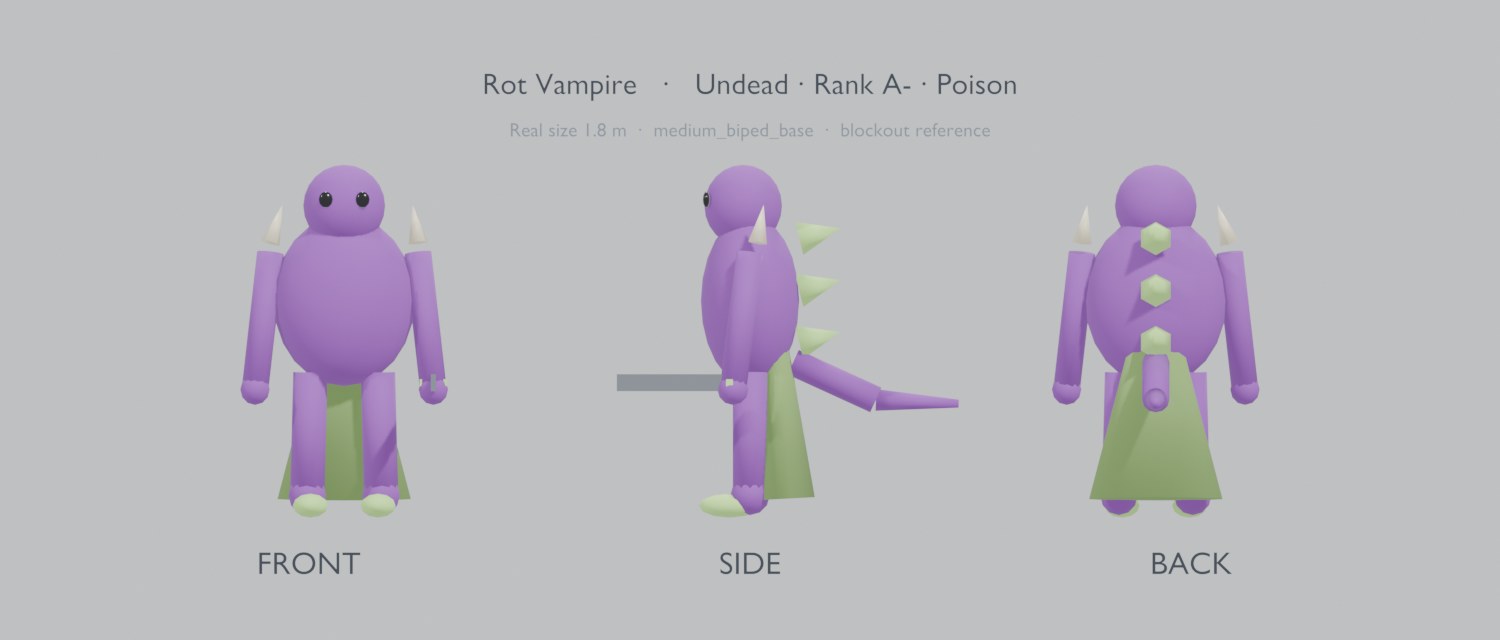 Rot Vampire · Undead · Rank A- · Poison
Real size 1.8 m · medium_biped_base · blockout reference
FRONT SIDE BACK